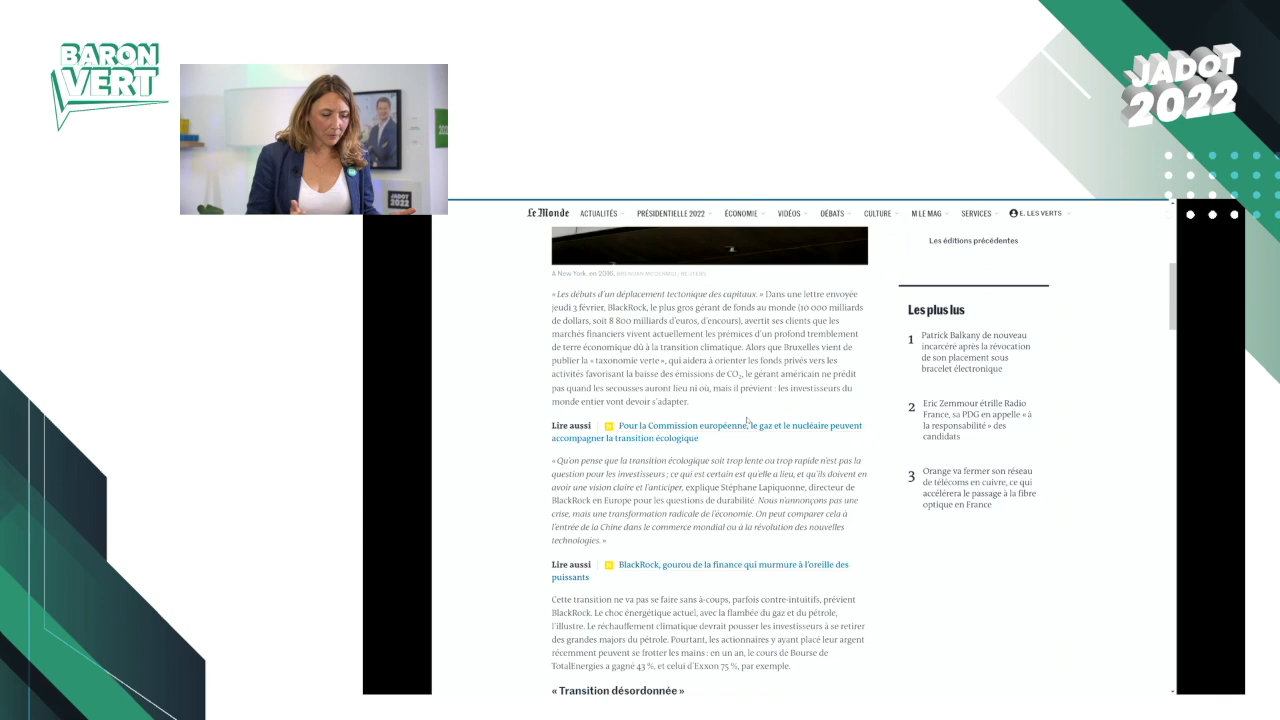 BARON
VERT
JADOT
2022
JADOT
2022
Le Monde
ACTUALITÉS
PRÉSIDENTIELLE 2022
ÉCONOMIE
VIDÉOS
DÉBATS
CULTURE
M LE MAG
SERVICES
E. LES VERTS
A New York, en 2016. BRENDAN MCDERMID / REUTERS
« Les débuts d'un déplacement tectonique des capitaux. » Dans une lettre envoyée
jeudi 3 février, BlackRock, le plus gros gérant de fonds au monde (10 000 milliards
de dollars, soit 8 800 milliards d'euros, d'encours), avertit ses clients que les
marchés financiers vivent actuellement les prémices d'un profond tremblement
de terre économique dû à la transition climatique. Alors que Bruxelles vient de
publier la « taxonomie verte », qui aidera à orienter les fonds privés vers les
activités favorisant la baisse des émissions de CO₂, le gérant américain ne prédit
pas quand les secousses auront lieu ni où, mais il prévient : les investisseurs du
monde entier vont devoir s'adapter.
Lire aussi Pour la Commission européenne, le gaz et le nucléaire peuvent
accompagner la transition écologique
« Qu'on pense que la transition écologique soit trop lente ou trop rapide n'est pas la
question pour les investisseurs ; ce qui est certain est qu'elle a lieu, et qu'ils doivent en
avoir une vision claire et l'anticiper, explique Stéphane Lapiquonne, directeur de
BlackRock en Europe pour les questions de durabilité. Nous n'annonçons pas une
crise, mais une transformation radicale de l'économie. On peut comparer cela à
l'entrée de la Chine dans le commerce mondial ou à la révolution des nouvelles
technologies. »
Lire aussi BlackRock, gourou de la finance qui murmure à l'oreille des
puissants
Cette transition ne va pas se faire sans à-coups, parfois contre-intuitifs, prévient
BlackRock. Le choc énergétique actuel, avec la flambée du gaz et du pétrole,
l'illustre. Le réchauffement climatique devrait pousser les investisseurs à se retirer
des grandes majors du pétrole. Pourtant, les actionnaires y ayant placé leur argent
récemment peuvent se frotter les mains : en un an, le cours de Bourse de
TotalEnergies a gagné 43 %, et celui d'Exxon 75 %, par exemple.
« Transition désordonnée »
Les éditions précédentes
Les plus lus
1 Patrick Balkany de nouveau
incarcéré après la révocation
de son placement sous
bracelet électronique
2 Eric Zemmour étrille Radio
France, sa PDG en appelle « à
la responsabilité » des
candidats
3 Orange va fermer son réseau
de télécoms en cuivre, ce qui
accélérera le passage à la fibre
optique en France